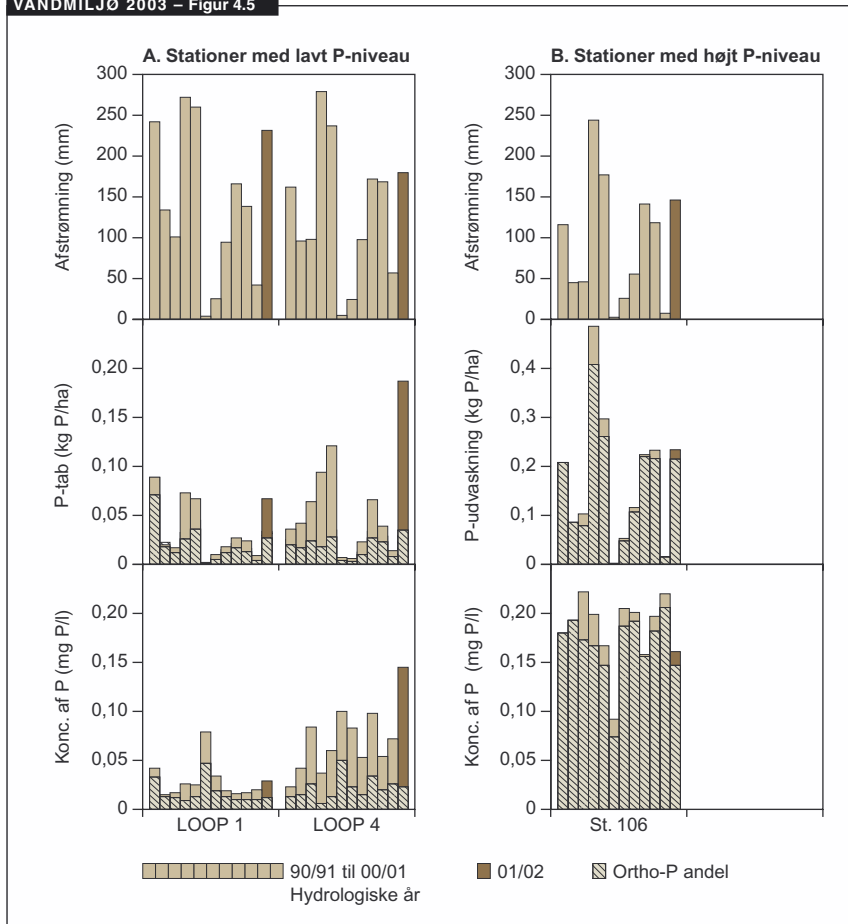 VANDMILJØ 2003 – Figur 4.5
A. Stationer med lavt P-niveau
300
250
200
150
100
50
0
Afstrømning (mm)
0,20
0,15
0,10
0,05
0
P-tab (kg P/ha)
0,20
0,15
0,10
0,05
0
Konc. af P (mg P/l)
LOOP 1
LOOP 4
B. Stationer med højt P-niveau
300
250
200
150
100
50
0
Afstrømning (mm)
0,4
0,3
0,2
0,1
0
P-udvaskning (kg P/ha)
0,20
0,15
0,10
0,05
0
Konc. af P (mg P/l)
St. 106
90/91 til 00/01
Hydrologiske år
01/02
Ortho-P andel